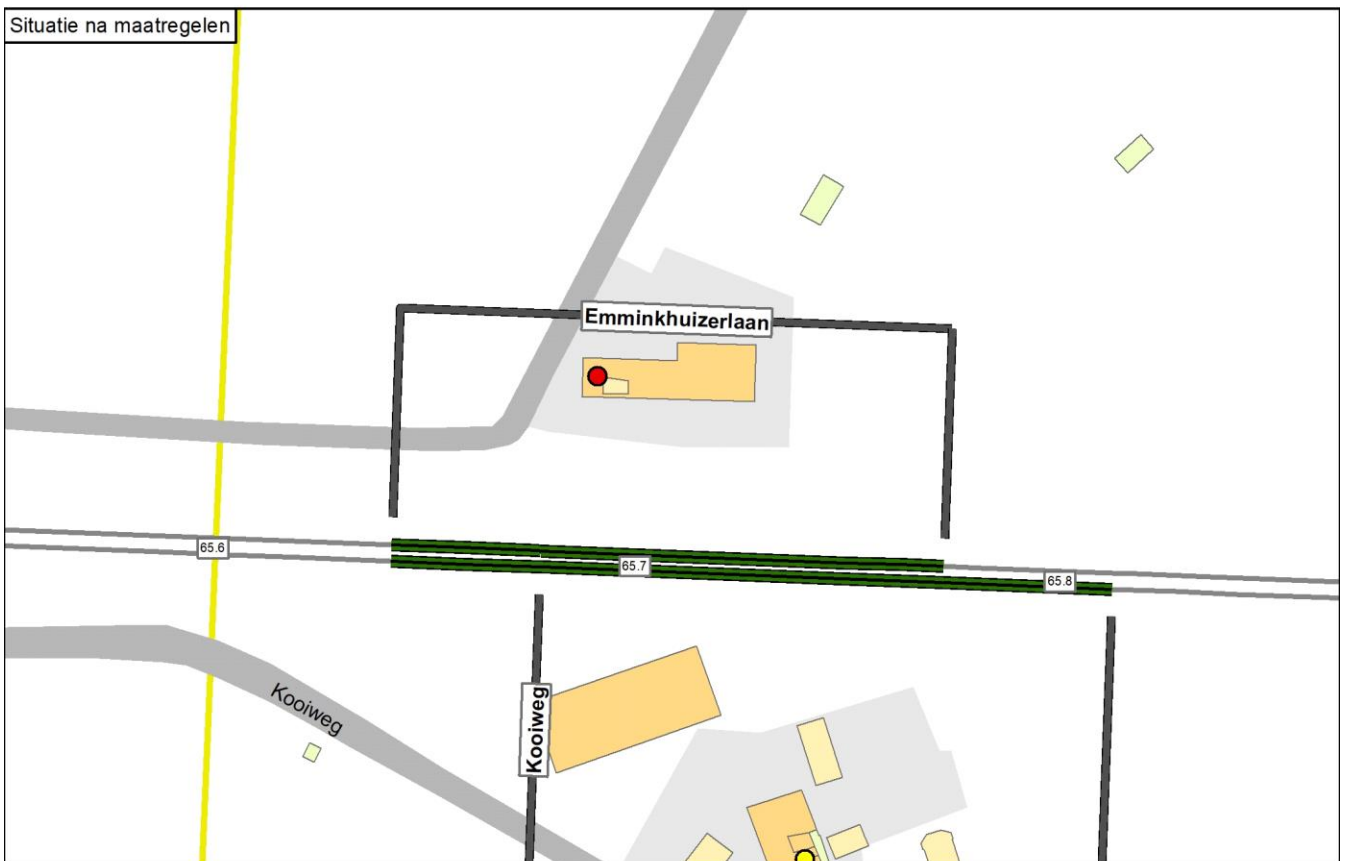 Situatie na maatregelen
Emminkhuizerlaan
65.6
65.7
65.8
Kooiweg
Kooiweg